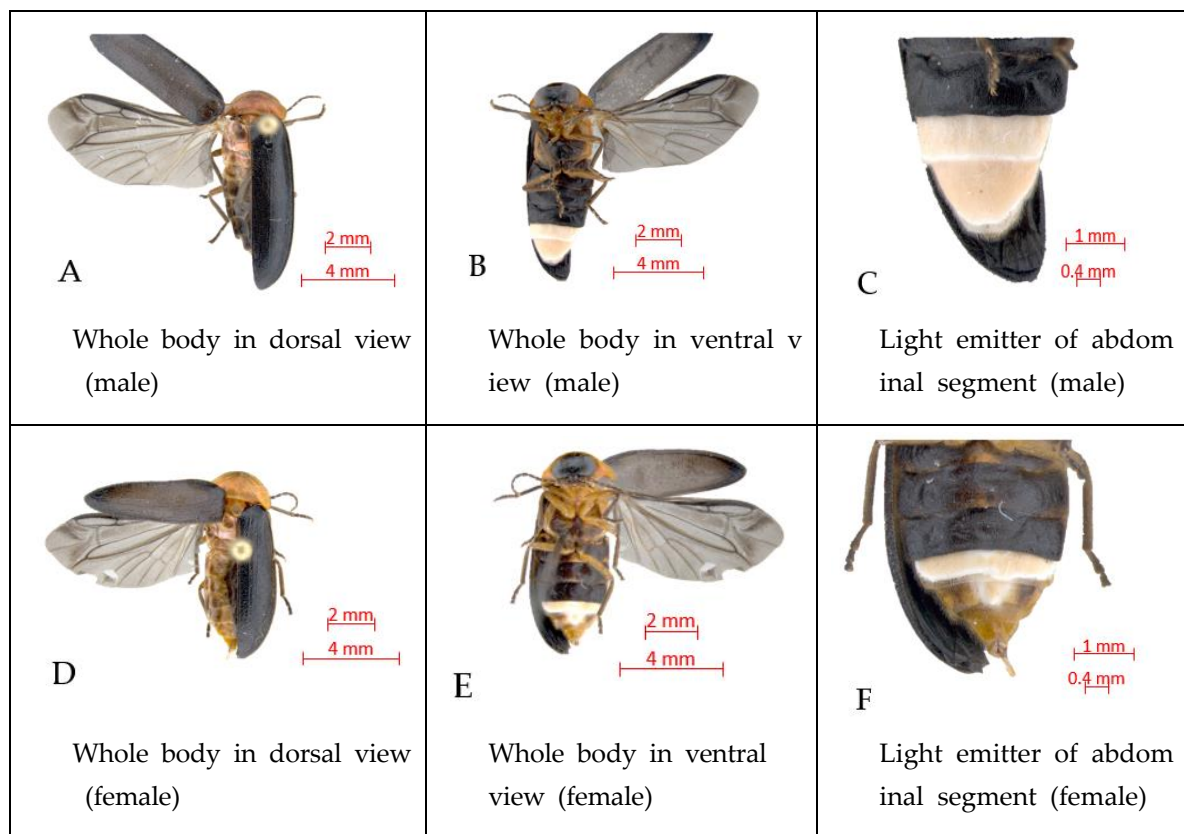 2 mm
4 mm
A
Whole body in dorsal view
(male)
2 mm
4 mm
B
Whole body in ventral v
iew (male)
1 mm
0.4 mm
C
Light emitter of abdom
inal segment (male)
2 mm
4 mm
D
Whole body in dorsal view
(female)
2 mm
4 mm
E
Whole body in ventral
view (female)
1 mm
0.4 mm
F
Light emitter of abdom
inal segment (female)